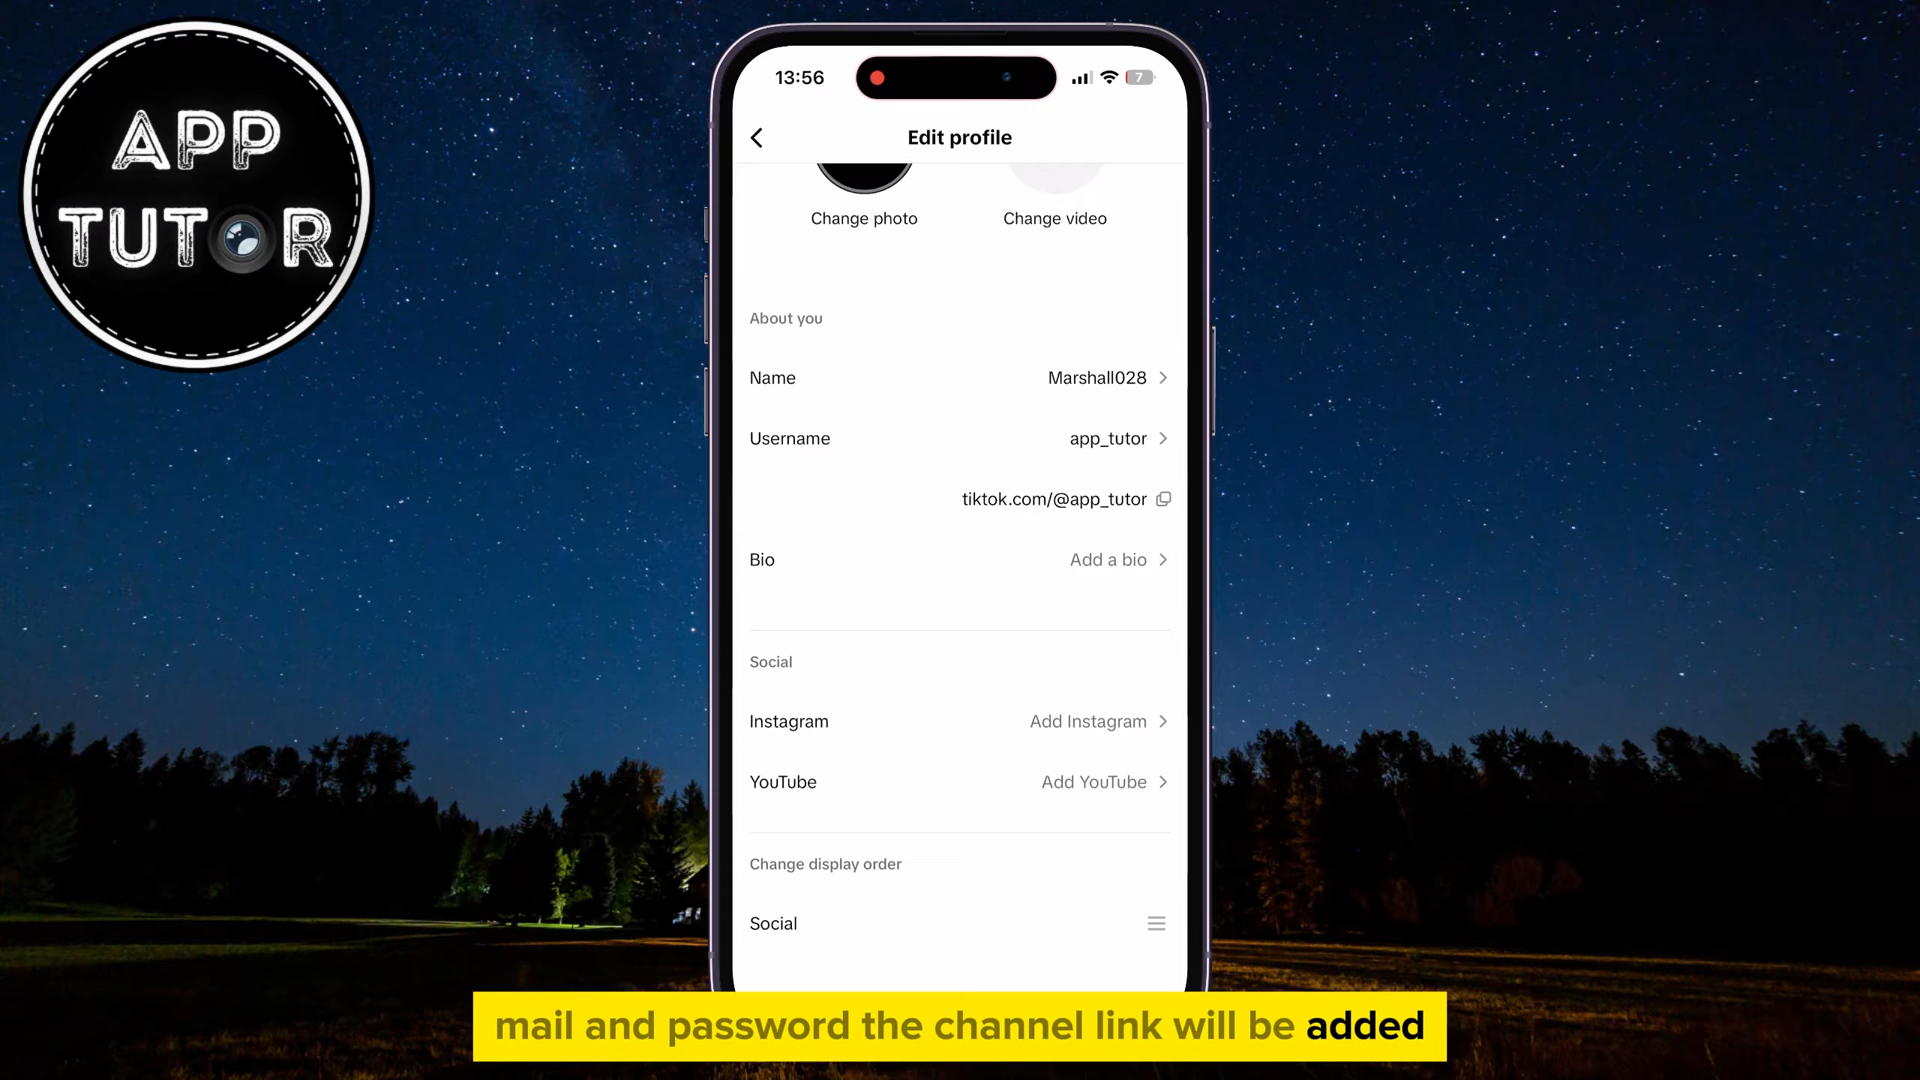 APP
TUTOR
13:56
7
Edit profile
Change photo
Change video
About you
Name
Marshall028
Username
app_tutor
tiktok.com/@app_tutor
Bio
Add a bio
Social
Instagram
Add Instagram
YouTube
Add YouTube
Change display order
Social
mail and password the channel link will be added